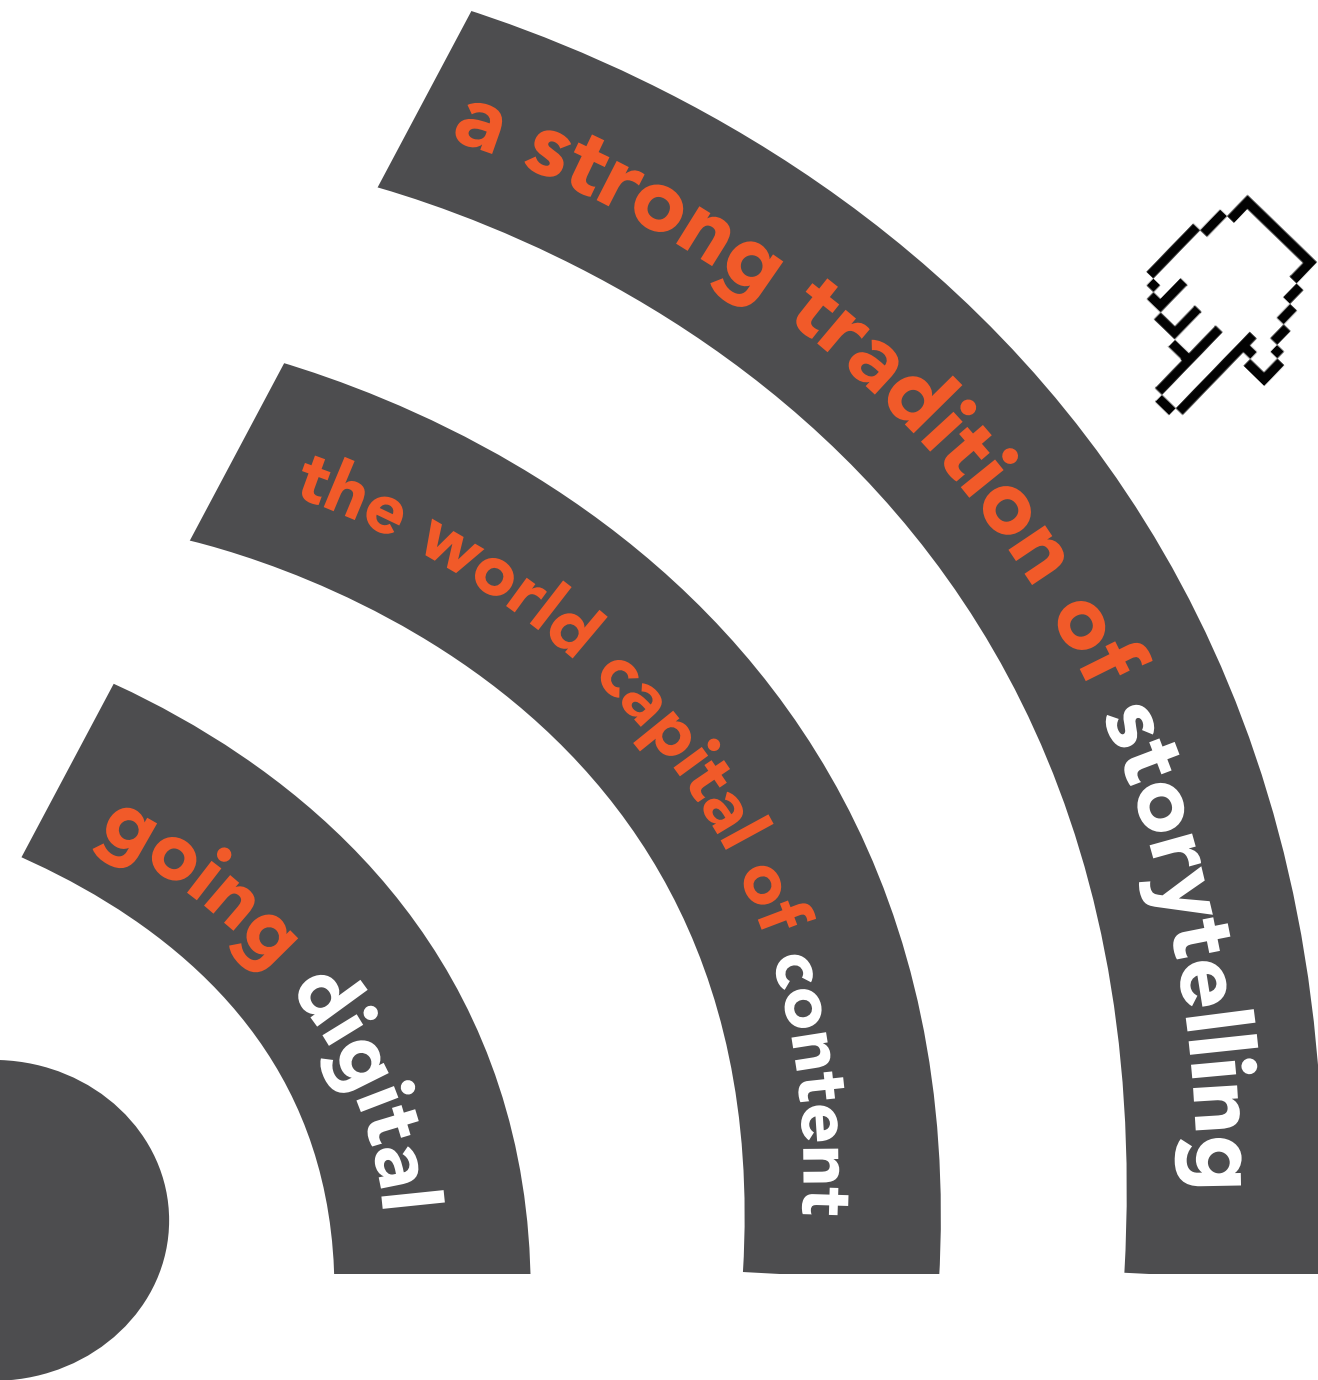 a strong tradition of storytelling
the world capital of content
going digital